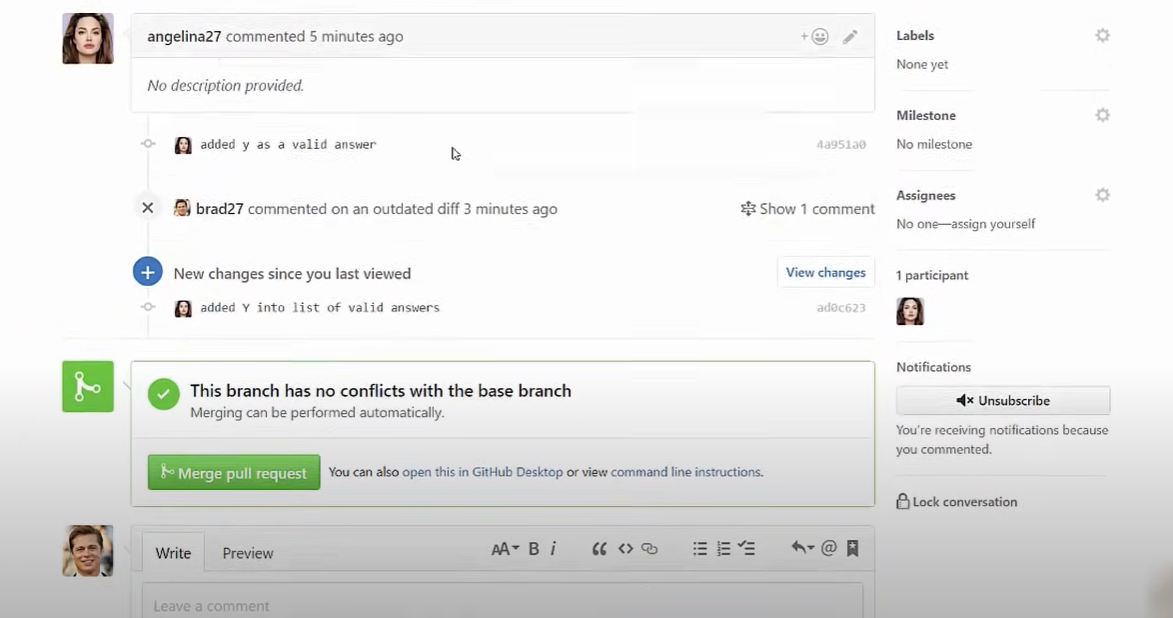 angelina27 commented 5 minutes ago
No description provided.
added y as a valid answer
4a951a0
brad27 commented on an outdated diff 3 minutes ago
Show 1 comment
New changes since you last viewed
View changes
added Y into list of valid answers
ad0c623
This branch has no conflicts with the base branch
Merging can be performed automatically.
Merge pull request
You can also open this in GitHub Desktop or view command line instructions.
Write
Preview
AA
B
i
Leave a comment
Labels
None yet
Milestone
No milestone
Assignees
No one—assign yourself
1 participant
Notifications
Unsubscribe
You're receiving notifications because
you commented.
Lock conversation